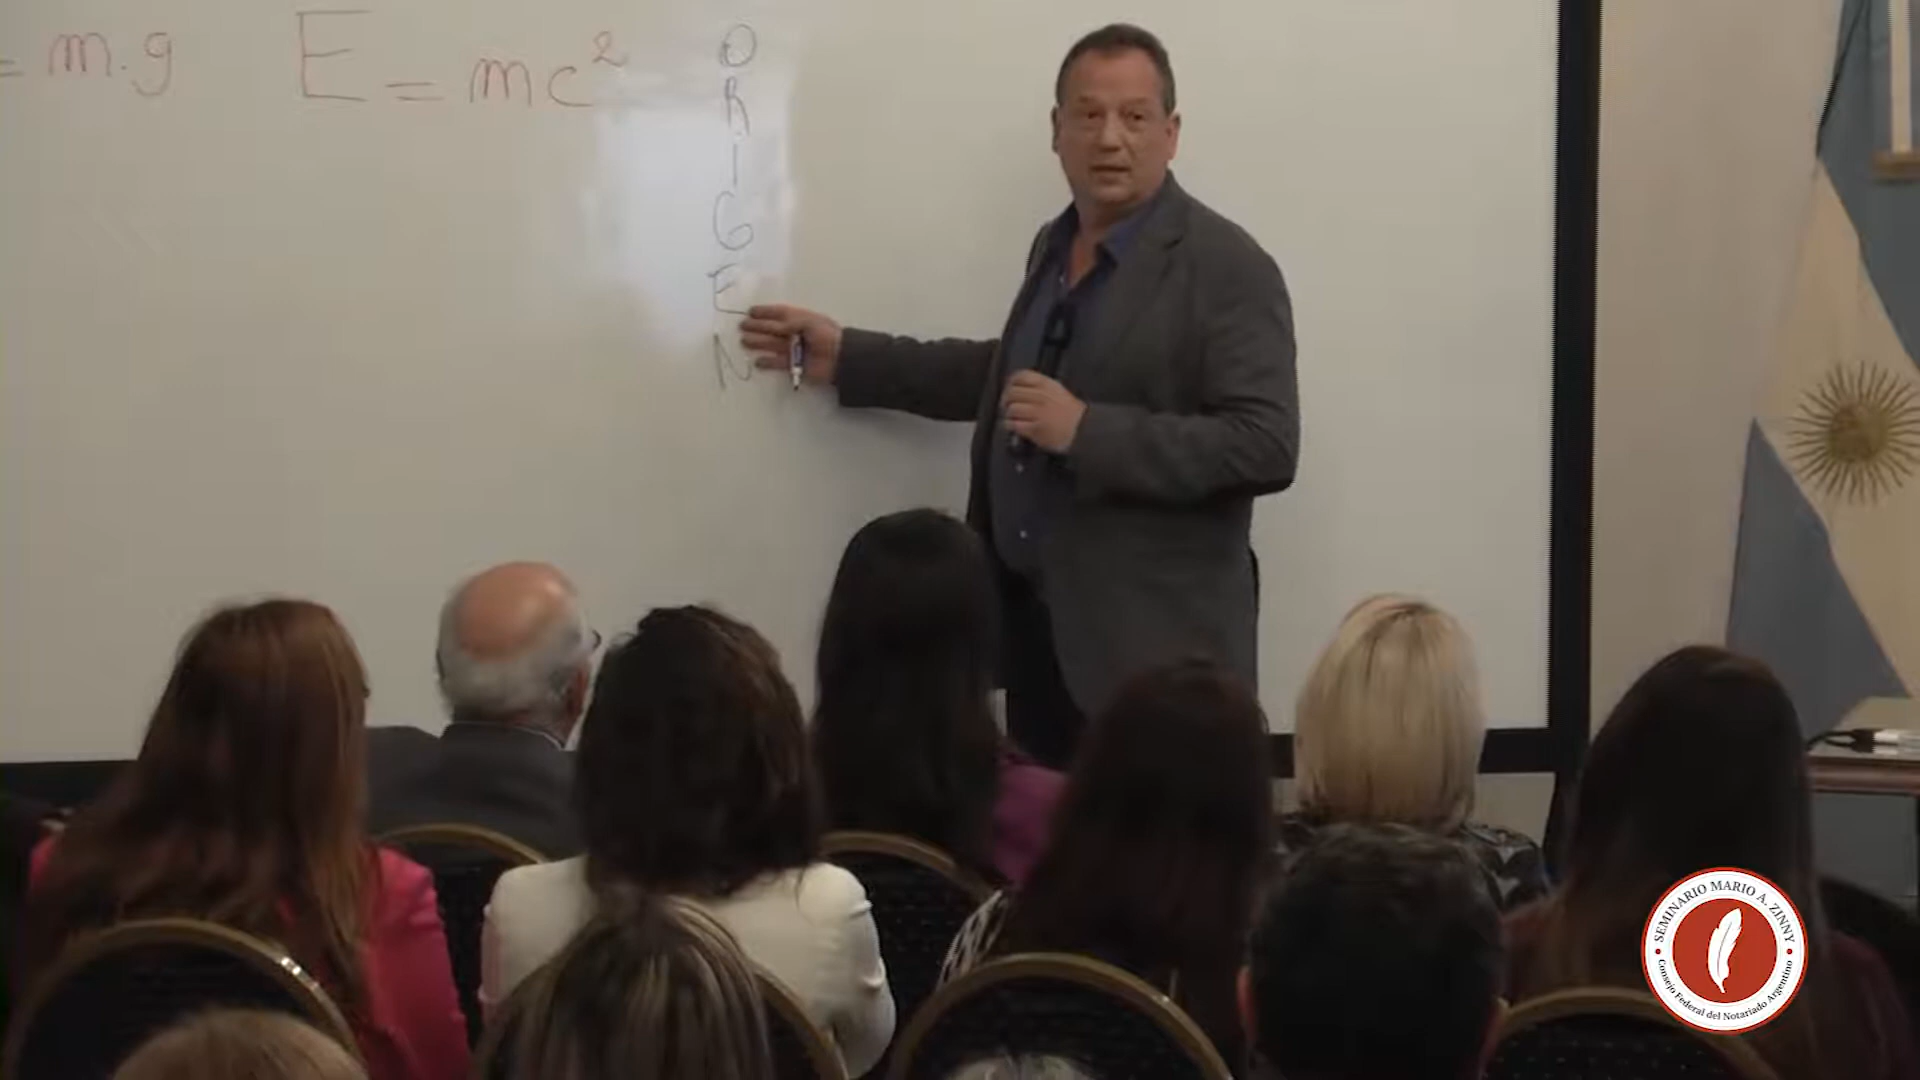 = m.g
E = mc²
O
R
I
G
E
N
SEMINARIO MARIO A. ZINNY
Consejo Federal del Notariado Argentino